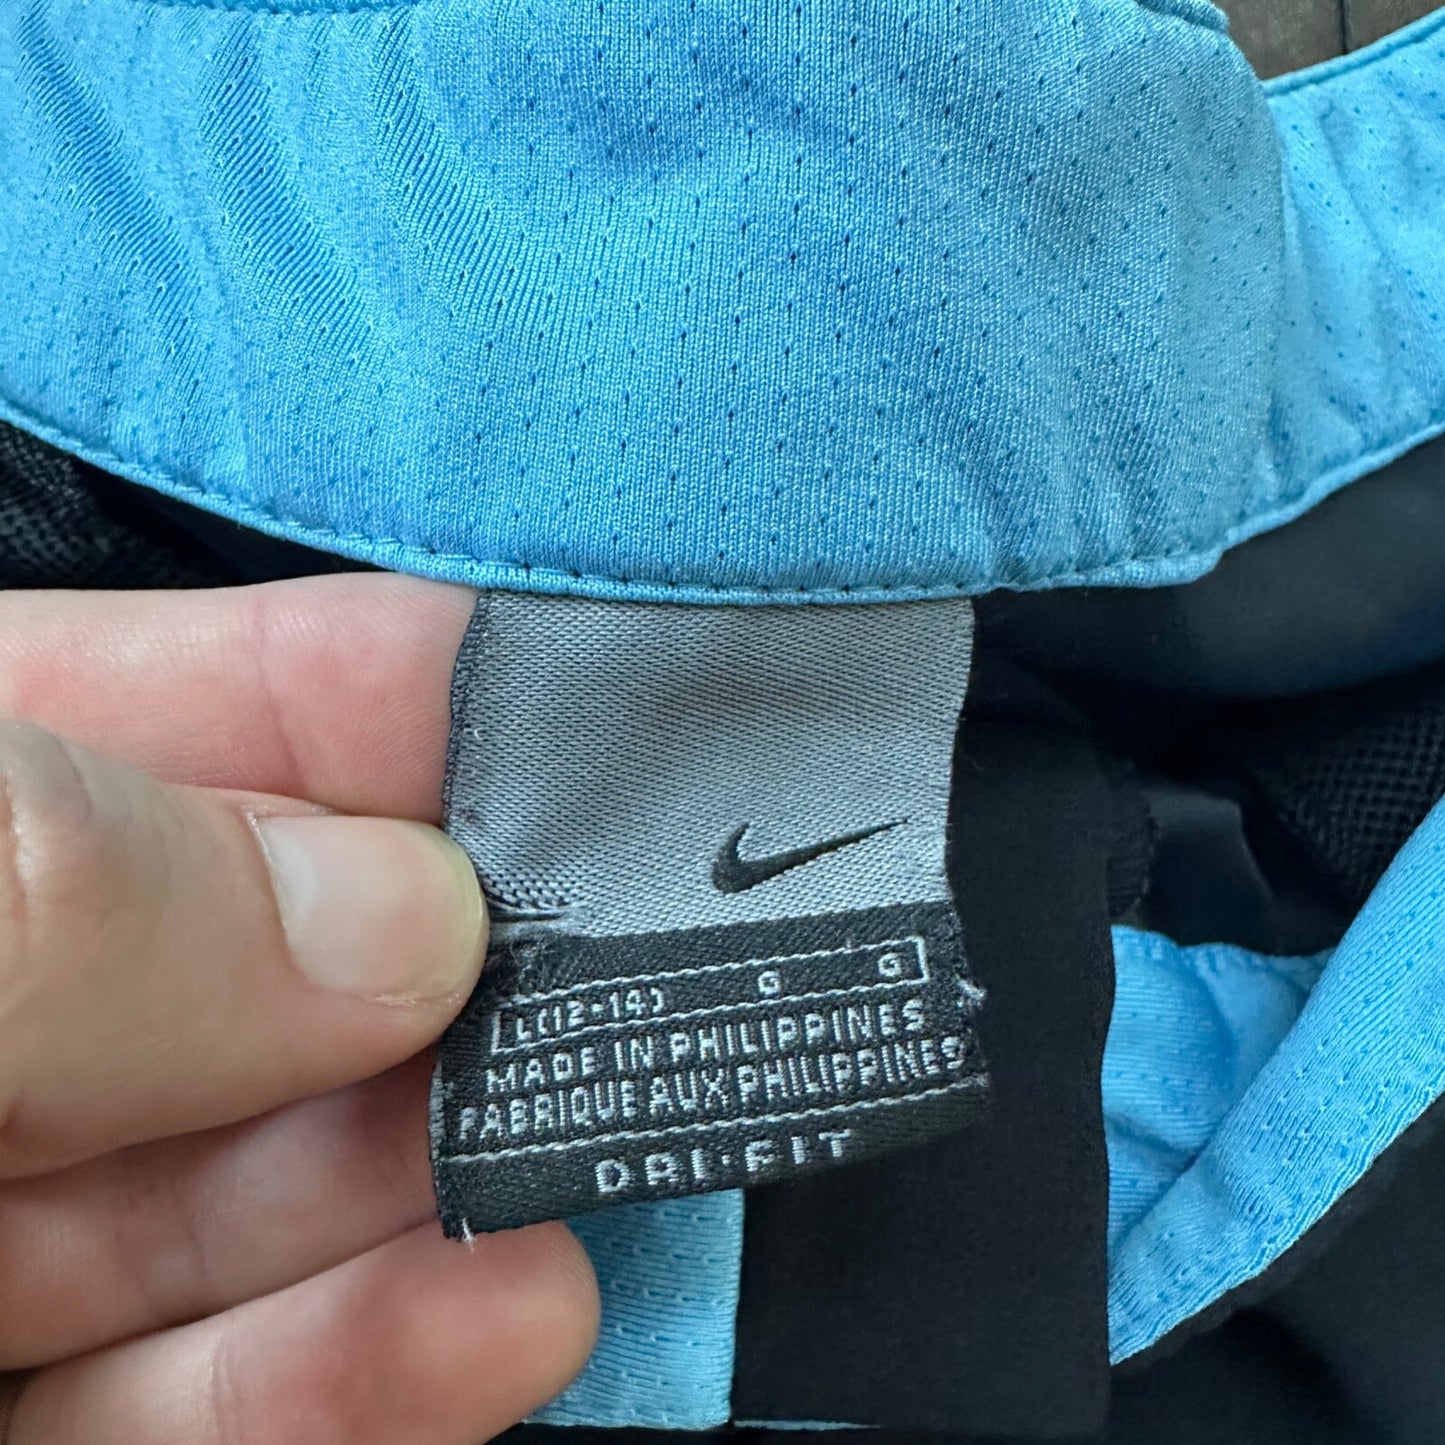 L(12-14) G G
MADE IN PHILIPPINES
FABRIQUE AUX PHILIPPINES
DRI-FIT